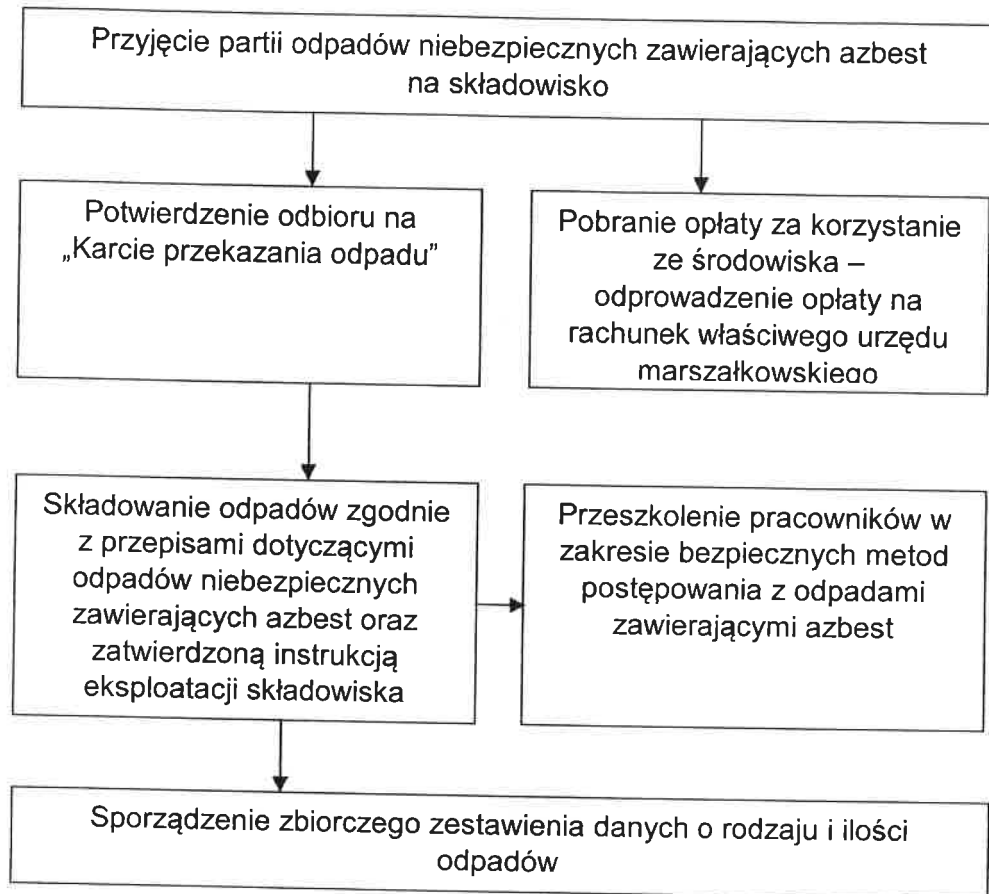 Przyjęcie partii odpadów niebezpiecznych zawierających azbest
na składowisko
Potwierdzenie odbioru na
„Karcie przekazania odpadu”
Pobranie opłaty za korzystanie
ze środowiska –
odprowadzenie opłaty na
rachunek właściwego urzędu
marszałkowskiego
Składowanie odpadów zgodnie
z przepisami dotyczącymi
odpadów niebezpiecznych
zawierających azbest oraz
zatwierdzoną instrukcją
eksploatacji składowiska
Przeszkolenie pracowników w
zakresie bezpiecznych metod
postępowania z odpadami
zawierającymi azbest
Sporządzenie zbiorczego zestawienia danych o rodzaju i ilości
odpadów